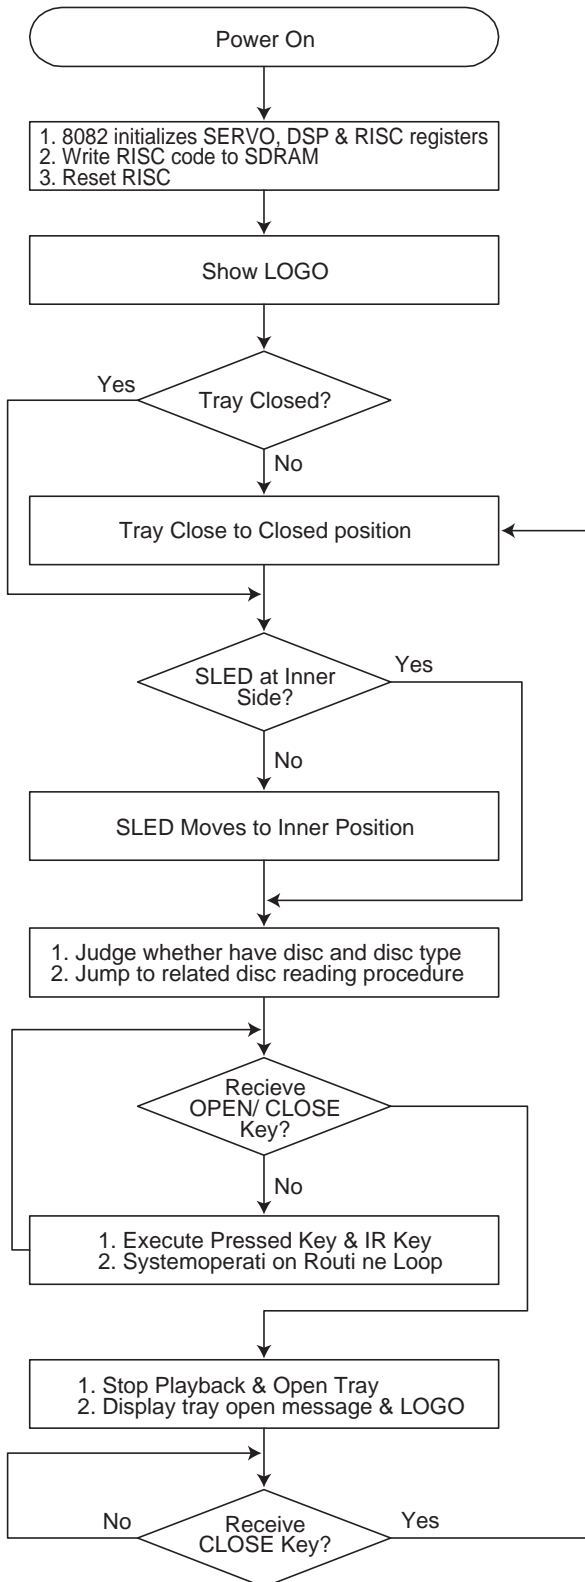 Power On
1. 8082 initializes SERVO, DSP & RISC registers
2. Write RISC code to SDRAM
3. Reset RISC
Show LOGO
Yes
Tray Closed?
No
Tray Close to Closed position
SLED at Inner
Side?
Yes
No
SLED Moves to Inner Position
1. Judge whether have disc and disc type
2. Jump to related disc reading procedure
Recieve
OPEN/ CLOSE
Key?
No
1. Execute Pressed Key & IR Key
2. Systemoperati on Routi ne Loop
1. Stop Playback & Open Tray
2. Display tray open message & LOGO
No
Receive
CLOSE Key?
Yes